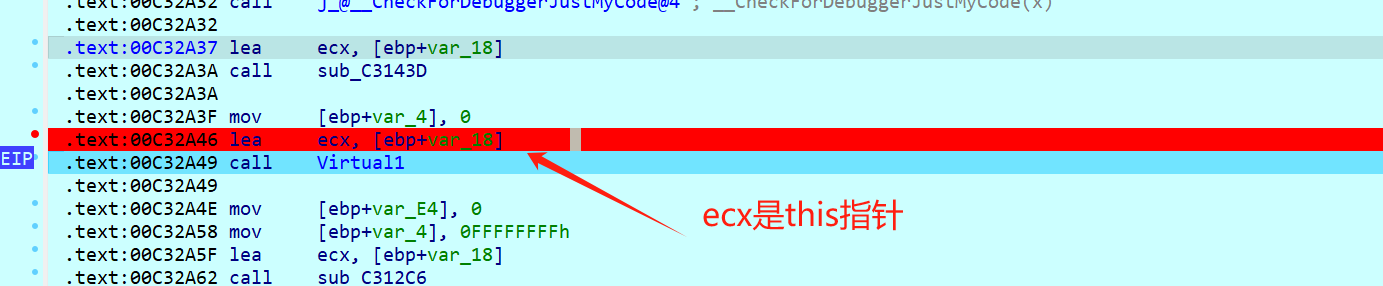 .text:00C32A32 call j_@__CheckForDebuggerJustMyCode@4 ; __CheckForDebuggerJustMyCode(x)
.text:00C32A32
.text:00C32A37 lea ecx, [ebp+var_18]
.text:00C32A3A call sub_C3143D
.text:00C32A3A
.text:00C32A3F mov [ebp+var_4], 0
.text:00C32A46 lea ecx, [ebp+var_18]
EIP .text:00C32A49 call Virtual1
.text:00C32A49
.text:00C32A4E mov [ebp+var_E4], 0
ecx是this指针
.text:00C32A58 mov [ebp+var_4], 0FFFFFFFFh
.text:00C32A5F lea ecx, [ebp+var_18]
.text:00C32A62 call sub_C312C6